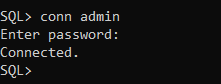 SQL> conn admin
Enter password:
Connected.
SQL>